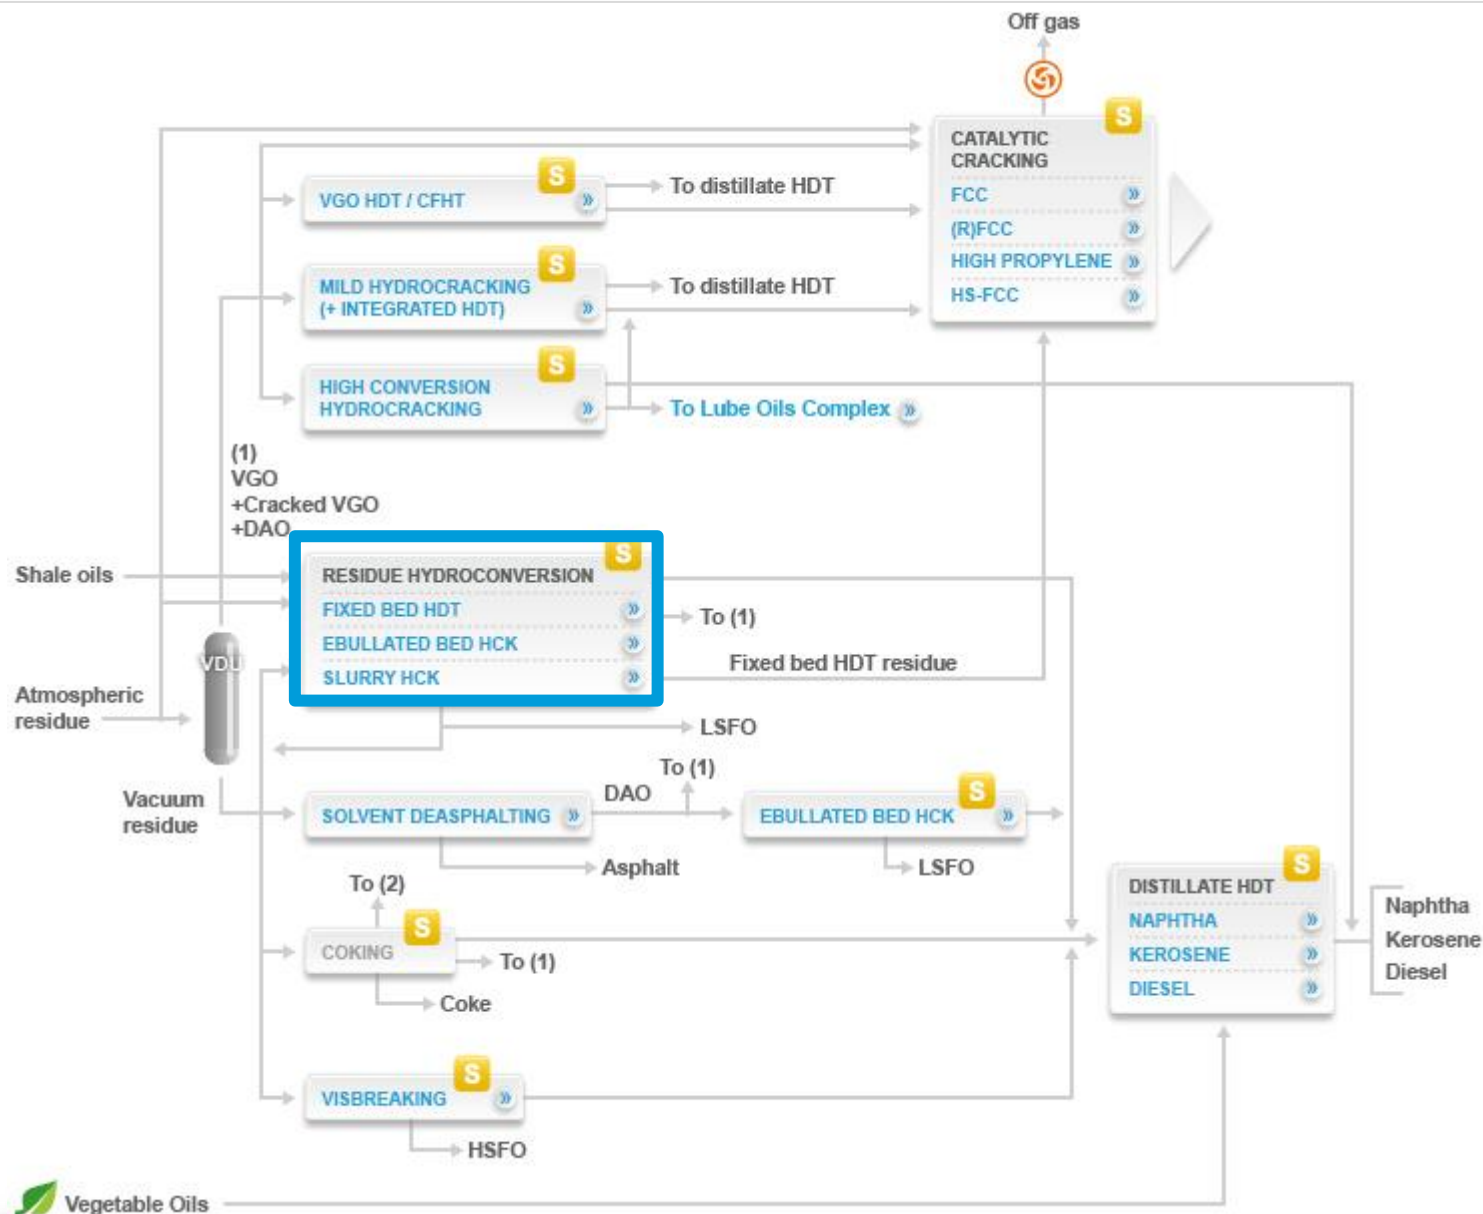 Off gas
S
CATALYTIC
CRACKING
FCC
(R)FCC
HIGH PROPYLENE
HS-FCC
S
VGO HDT / CFHT
To distillate HDT
S
MILD HYDROCRACKING
(+ INTEGRATED HDT)
To distillate HDT
S
HIGH CONVERSION
HYDROCRACKING
To Lube Oils Complex
(1)
VGO
+Cracked VGO
+DAO
Shale oils
S
RESIDUE HYDROCONVERSION
FIXED BED HDT
EBULLATED BED HCK
SLURRY HCK
To (1)
Fixed bed HDT residue
VDU
Atmospheric
residue
LSFO
Vacuum
residue
SOLVENT DEASPHALTING
DAO
To (1)
S
EBULLATED BED HCK
Asphalt
LSFO
To (2)
S
COKING
To (1)
Coke
S
DISTILLATE HDT
NAPHTHA
KEROSENE
DIESEL
Naphtha
Kerosene
Diesel
S
VISBREAKING
HSFO
Vegetable Oils